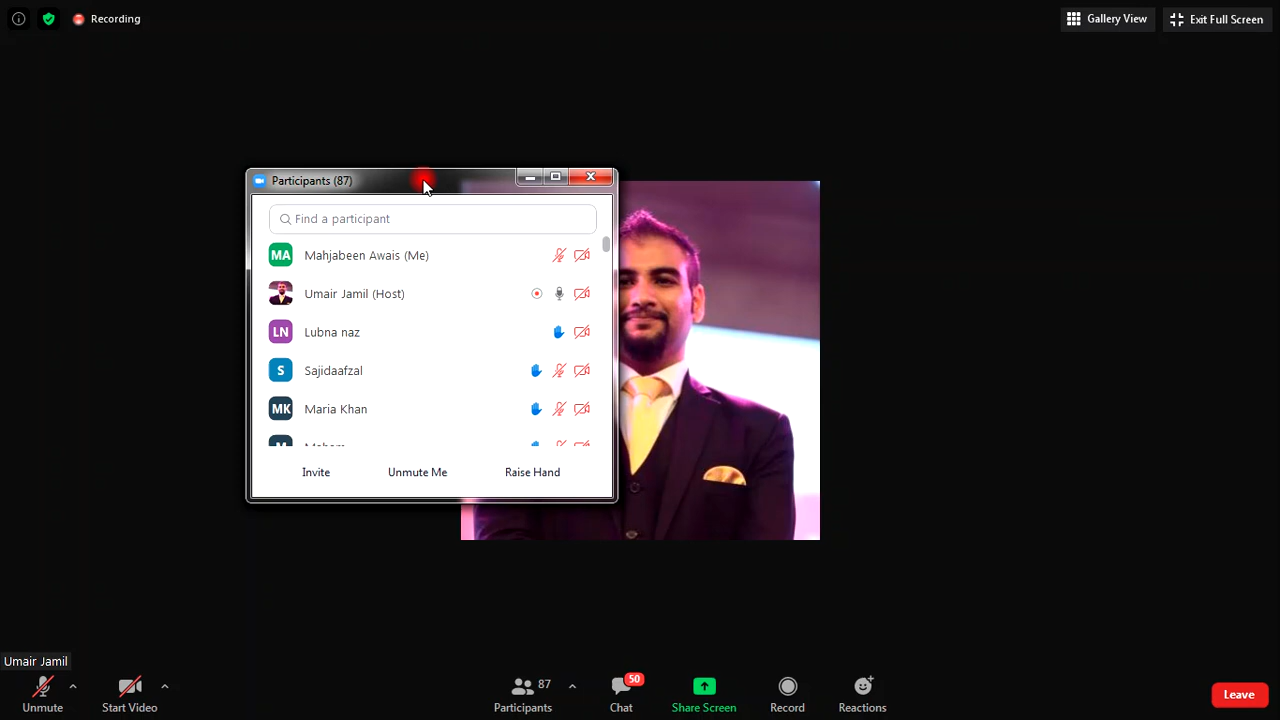 Recording
Gallery View
Exit Full Screen
Participants (87)
Find a participant
MA Mahjabeen Awais (Me)
Umair Jamil (Host)
LN Lubna naz
S Sajidaafzal
MK Maria Khan
Umair Jamil
Invite
Unmute Me
Raise Hand
Unmute
Start Video
87
Participants
50
Chat
Share Screen
Record
Reactions
Leave